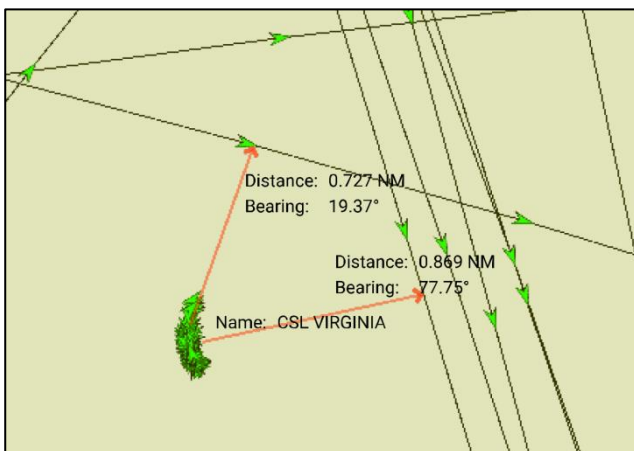 Distance: 0.727 NM
Bearing: 19.37°
Distance: 0.869 NM
Bearing: 77.75°
Name: CSL VIRGINIA